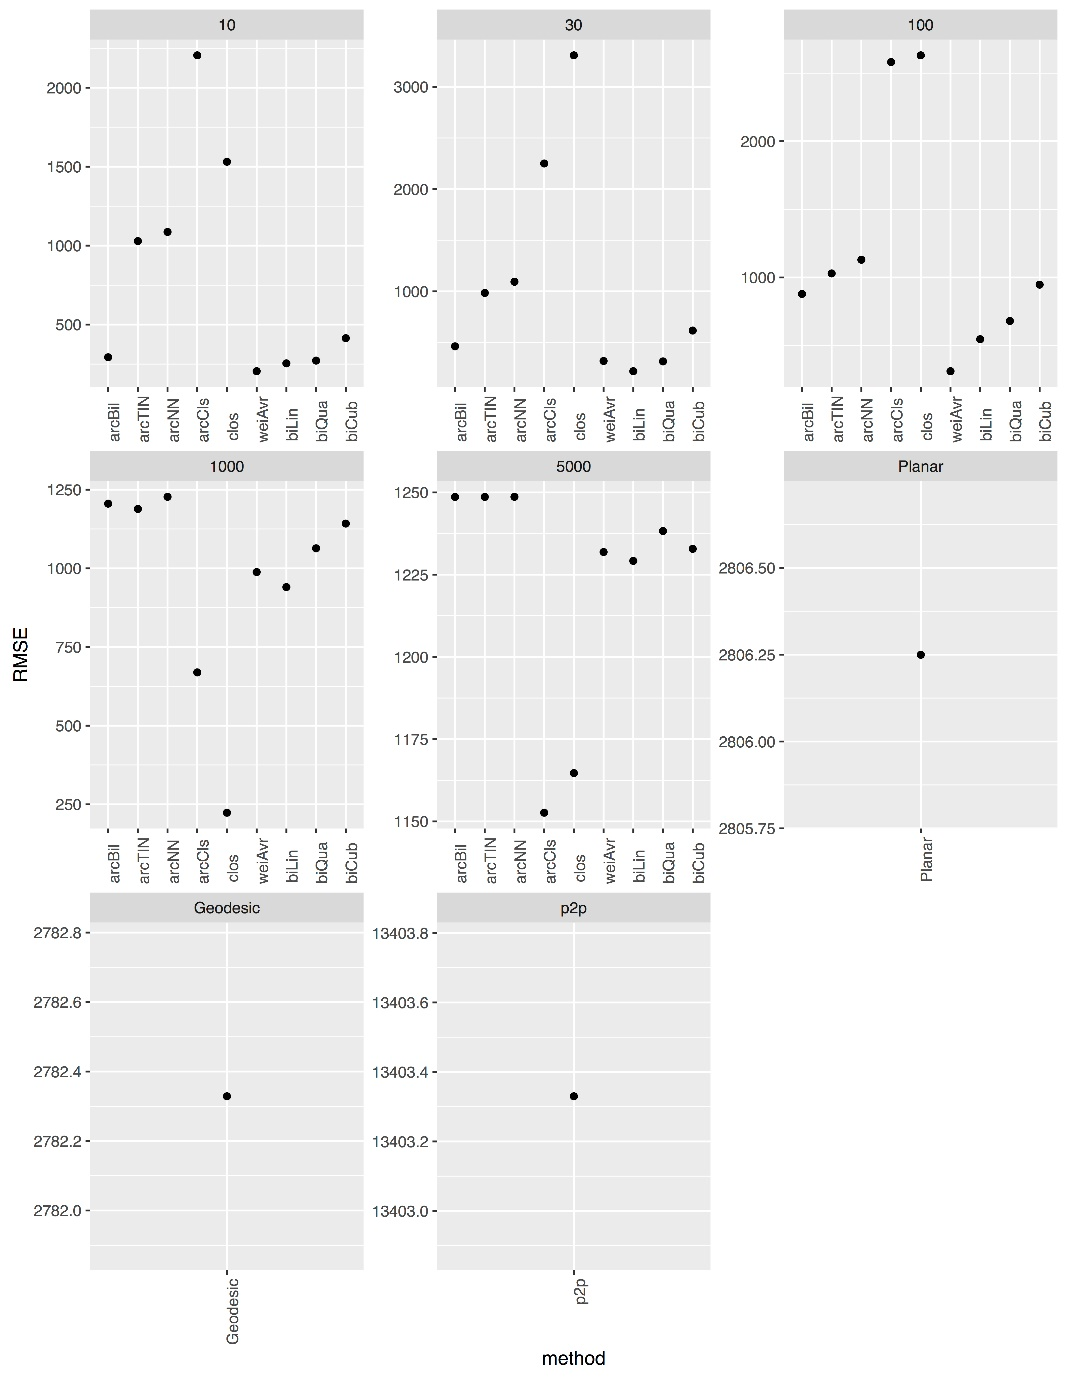 10
30
100
2000
1500
1000
500
3000
2000
1000
2000
1000
arcBil
arcTIN
arcNN
arcCls
clos
weiAvr
biLin
biQua
biCub
arcBil
arcTIN
arcNN
arcCls
clos
weiAvr
biLin
biQua
biCub
arcBil
arcTIN
arcNN
arcCls
clos
weiAvr
biLin
biQua
biCub
1000
5000
Planar
RMSE
1250
1000
750
500
250
1250
1225
1200
1175
1150
2806.50
2806.25
2806.00
2805.75
arcBil
arcTIN
arcNN
arcCls
clos
weiAvr
biLin
biQua
biCub
arcBil
arcTIN
arcNN
arcCls
clos
weiAvr
biLin
biQua
biCub
Planar
Geodesic
p2p
2782.8
2782.6
2782.4
2782.2
2782.0
13403.8
13403.6
13403.4
13403.2
13403.0
Geodesic
p2p
method